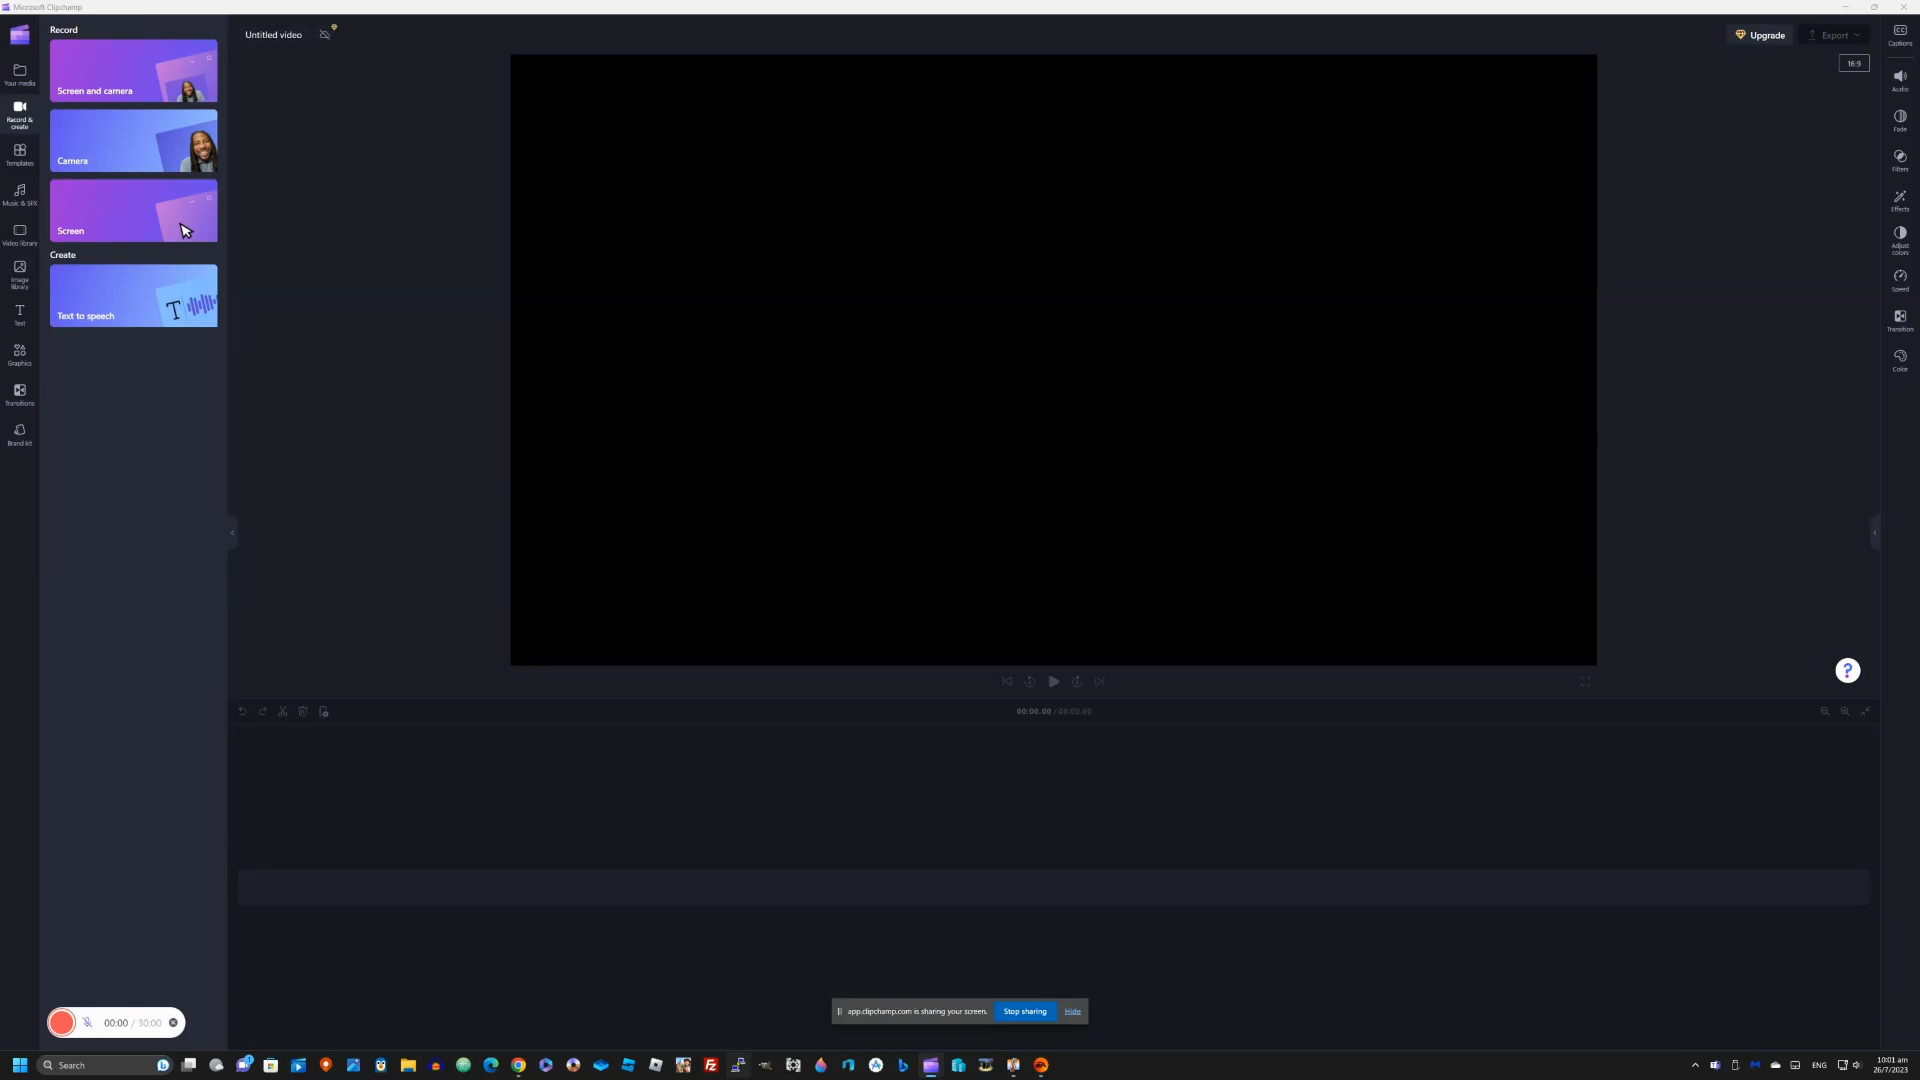 Microsoft Clipchamp
Record
Screen and camera
Camera
Screen
Create
Text to speech
T
Your media
Record &
create
Templates
Music & SFX
Video library
Image
library
Text
Graphics
Transitions
Brand kit
Untitled video
Upgrade
Export
16:9
CC
Captions
Audio
Fade
Filters
Effects
Adjust
colors
Speed
Transition
Color
?
00:00.00 / 00:00.00
00:00 / 30:00
app.clipchamp.com is sharing your screen.
Stop sharing
Hide
Search
ENG
10:01 am
26/7/2023